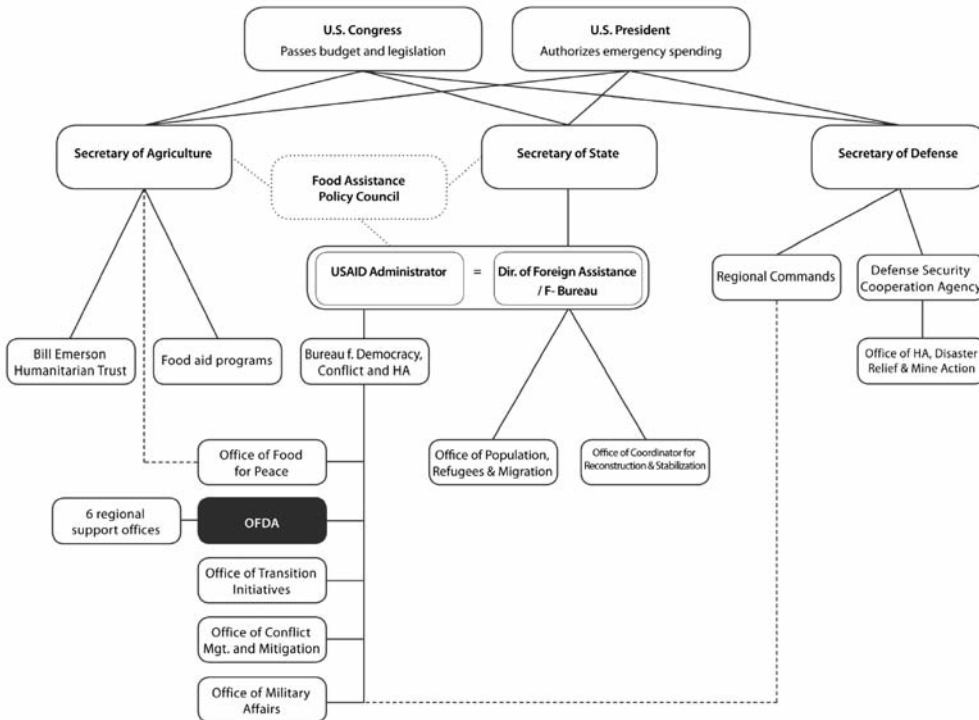 U.S. Congress
Passes budget and legislation
U.S. President
Authorizes emergency spending
Secretary of Agriculture
Food Assistance
Policy Council
Secretary of State
Secretary of Defense
USAID Administrator
=
Dir. of Foreign Assistance
/ F- Bureau
Regional Commands
Defense Security
Cooperation Agency
Bill Emerson
Humanitarian Trust
Food aid programs
Bureau f. Democracy,
Conflict and HA
Office of HA, Disaster
Relief & Mine Action
Office of Food
for Peace
Office of Population,
Refugees & Migration
Office of Coordinator for
Reconstruction & Stabilization
6 regional
support offices
OFDA
Office of Transition
Initiatives
Office of Conflict
Mgt. and Mitigation
Office of Military
Affairs